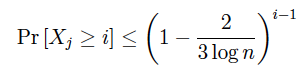 Pr [X_j ≥ i] ≤ (1 − 2/(3 log n))^{i−1}